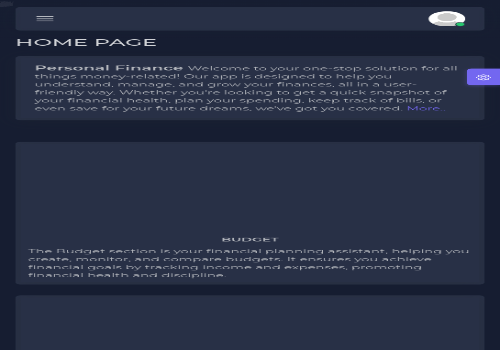 HOME PAGE
Personal Finance Welcome to your one-stop solution for all
things money-related! Our app is designed to help you
understand, manage, and grow your finances, all in a user-
friendly way. Whether you're looking to get a quick snapshot of
your financial health, plan your spending, keep track of bills, or
even save for your future dreams, we've got you covered. More..
BUDGET
The Budget section is your financial planning assistant, helping you
create, monitor, and compare budgets. It ensures you achieve
financial goals by tracking income and expenses, promoting
financial health and discipline.